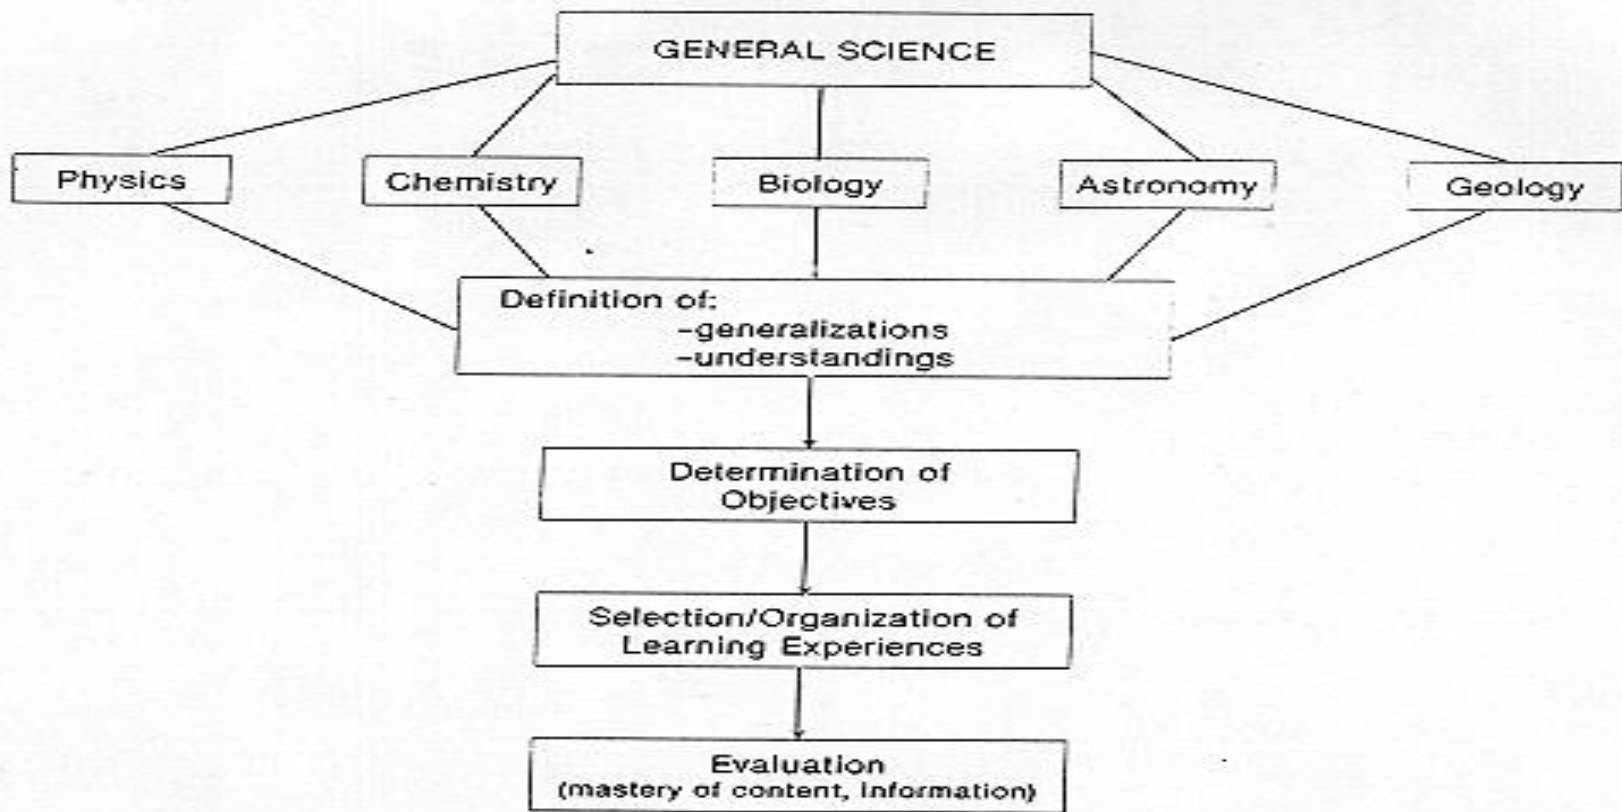 GENERAL SCIENCE
Physics
Chemistry
Biology
Astronomy
Geology
Definition of:
-generalizations
-understandings
Determination of
Objectives
Selection/Organization of
Learning Experiences
Evaluation
(mastery of content, information)